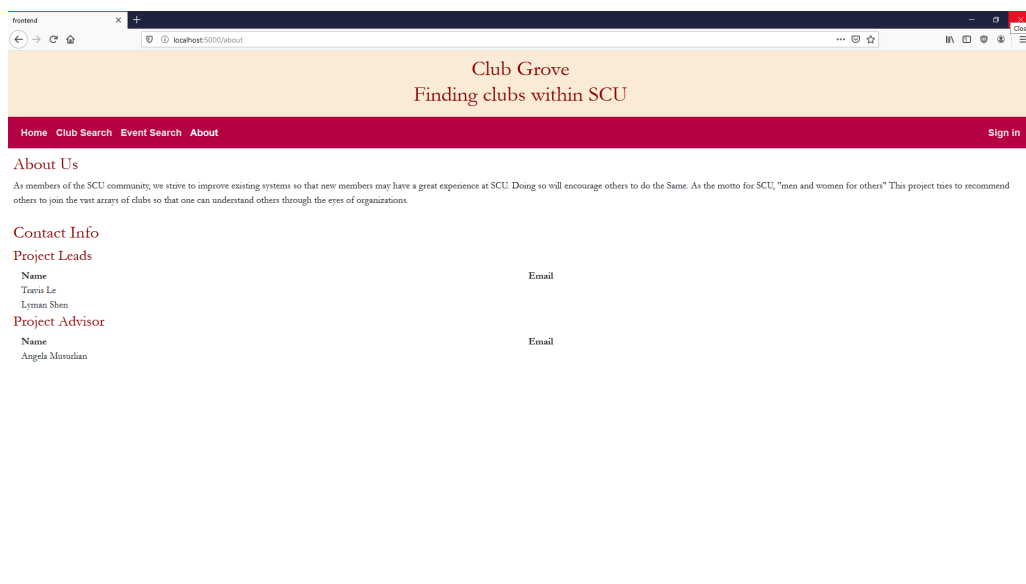 frontend
localhost:5000/about
Clos
Club Grove
Finding clubs within SCU
Home Club Search Event Search About Sign in
About Us
As members of the SCU community, we strive to improve existing systems so that new members may have a great experience at SCU. Doing so will encourage others to do the Same. As the motto for SCU, "men and women for others" This project tries to recommend
others to join the vast arrays of clubs so that one can understand others through the eyes of organizations.
Contact Info
Project Leads
Name Email
Travis Le
Lyman Shen
Project Advisor
Name Email
Angela Musurlian